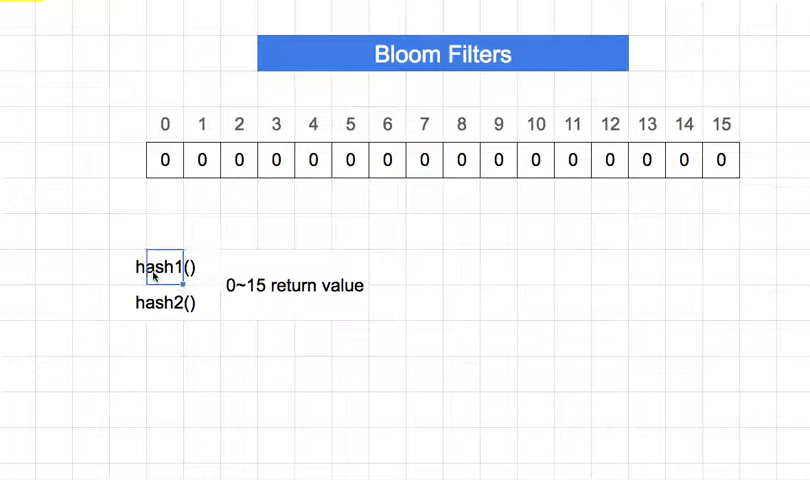 Bloom Filters
0 1 2 3 4 5 6 7 8 9 10 11 12 13 14 15
0 0 0 0 0 0 0 0 0 0 0 0 0 0 0 0
hash1()
0~15 return value
hash2()